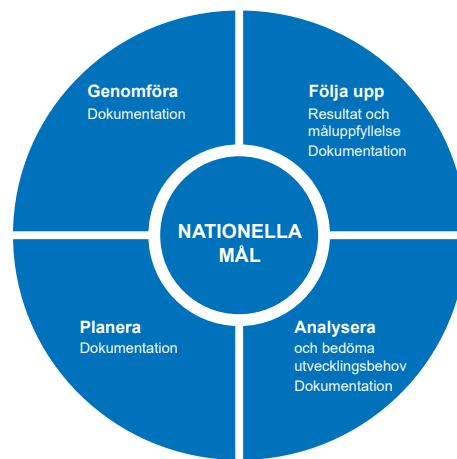 Genomföra
Dokumentation
Följa upp
Resultat och
måluppfyllelse
Dokumentation
NATIONELLA
MÅL
Planera
Dokumentation
Analysera
och bedöma
utvecklingsbehov
Dokumentation